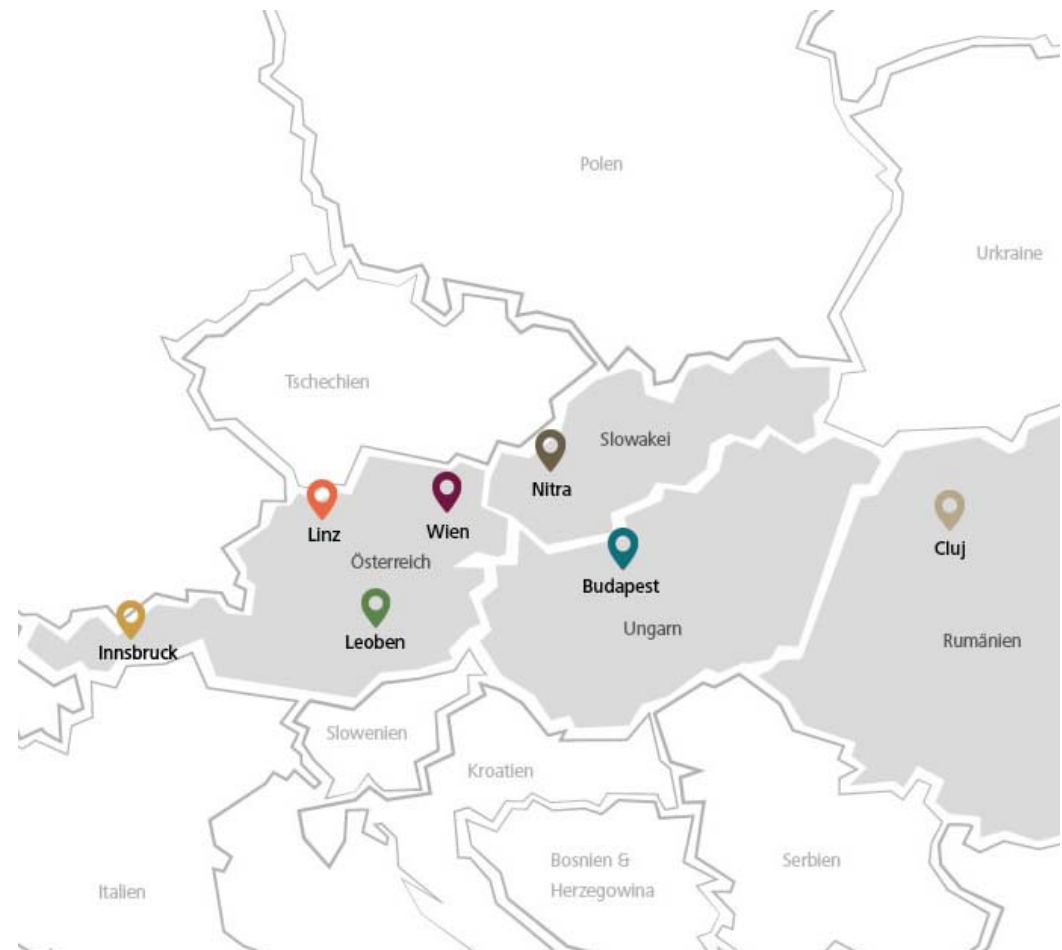 Polen
Urkraine
Tschechien
Slowakei
Nitra
Wien
Linz
Österreich
Cluj
Budapest
Ungarn
Leoben
Innsbruck
Rumänien
Slowenien
Kroatien
Bosnien &
Herzegowina
Serbien
Italien